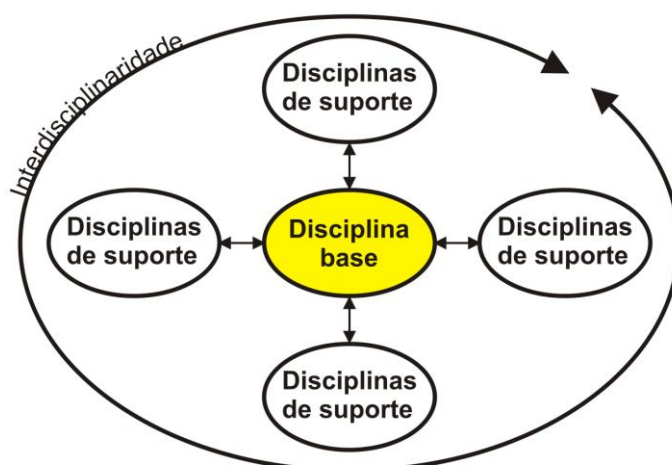 Interdisciplinaridade
Disciplinas
de suporte
Disciplinas
de suporte
Disciplina
base
Disciplinas
de suporte
Disciplinas
de suporte